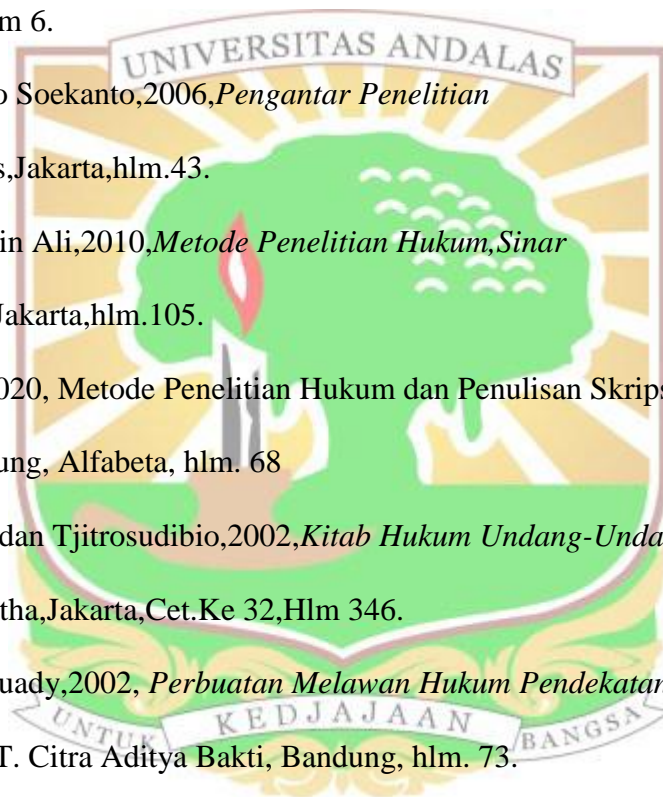 m 6.
UNIVERSITAS ANDALAS
o Soekanto,2006,Pengantar Penelitian
s,Jakarta,hlm.43.
in Ali,2010,Metode Penelitian Hukum,Sinar
Jakarta,hlm.105.
020, Metode Penelitian Hukum dan Penulisan Skrips
ung, Alfabeta, hlm. 68
dan Tjitrosudibio,2002,Kitab Hukum Undang-Unda
tha,Jakarta,Cet.Ke 32,Hlm 346.
uady,2002, Perbuatan Melawan Hukum Pendekatan
UNTUK KEDJAJAAN BANGSA
T. Citra Aditya Bakti, Bandung, hlm. 73.